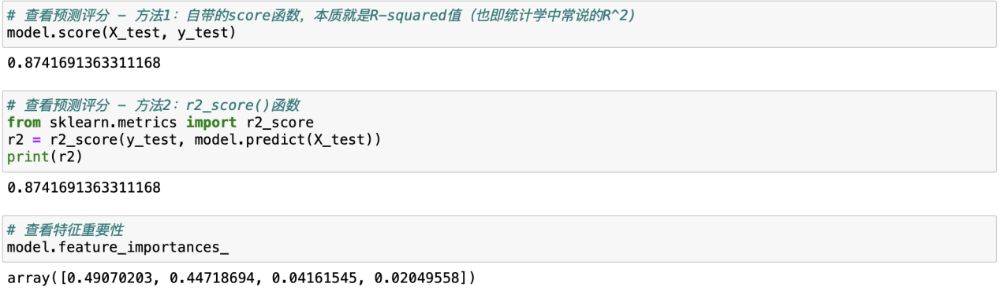 # 查看预测评分 - 方法1：自带的score函数，本质就是R-squared值（也即统计学中常说的R^2）
model.score(X_test, y_test)
0.8741691363311168
# 查看预测评分 - 方法2：r2_score()函数
from sklearn.metrics import r2_score
r2 = r2_score(y_test, model.predict(X_test))
print(r2)
0.8741691363311168
# 查看特征重要性
model.feature_importances_
array([0.49070203, 0.44718694, 0.04161545, 0.02049558])